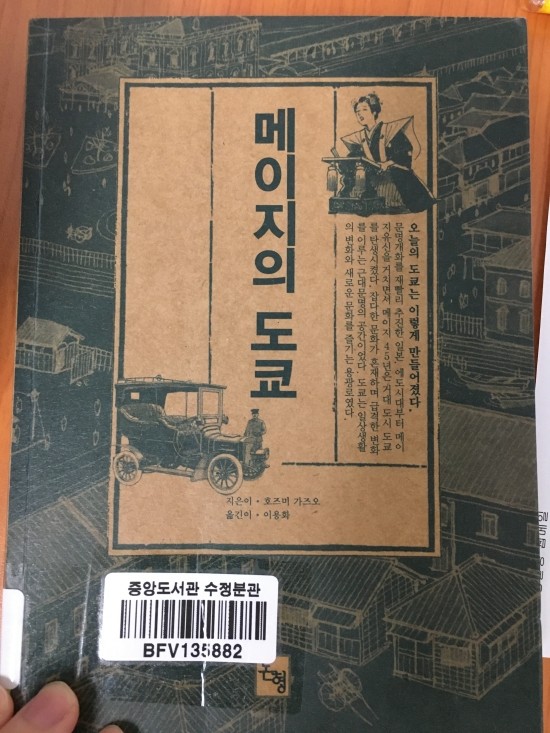 메이지의 도쿄
오늘의 도쿄는 이렇게 만들어졌다.
문명개화를 재빨리 추진한 일본. 에도시대부터 메이
지유신을 거치면서 메이지 45년은 거대 도시 도쿄
를 탄생시켰다. 잡다한 문화가 혼재하며 급격한 변화
를 이루는 근대문명의 공간이었다. 도쿄는 일상생활
의 변화와 새로운 문화를 즐기는 용광로였다.
지은이 • 호즈미 가즈오
옮긴이 • 이용화
중앙도서관 수정분관
BFV135882
논형